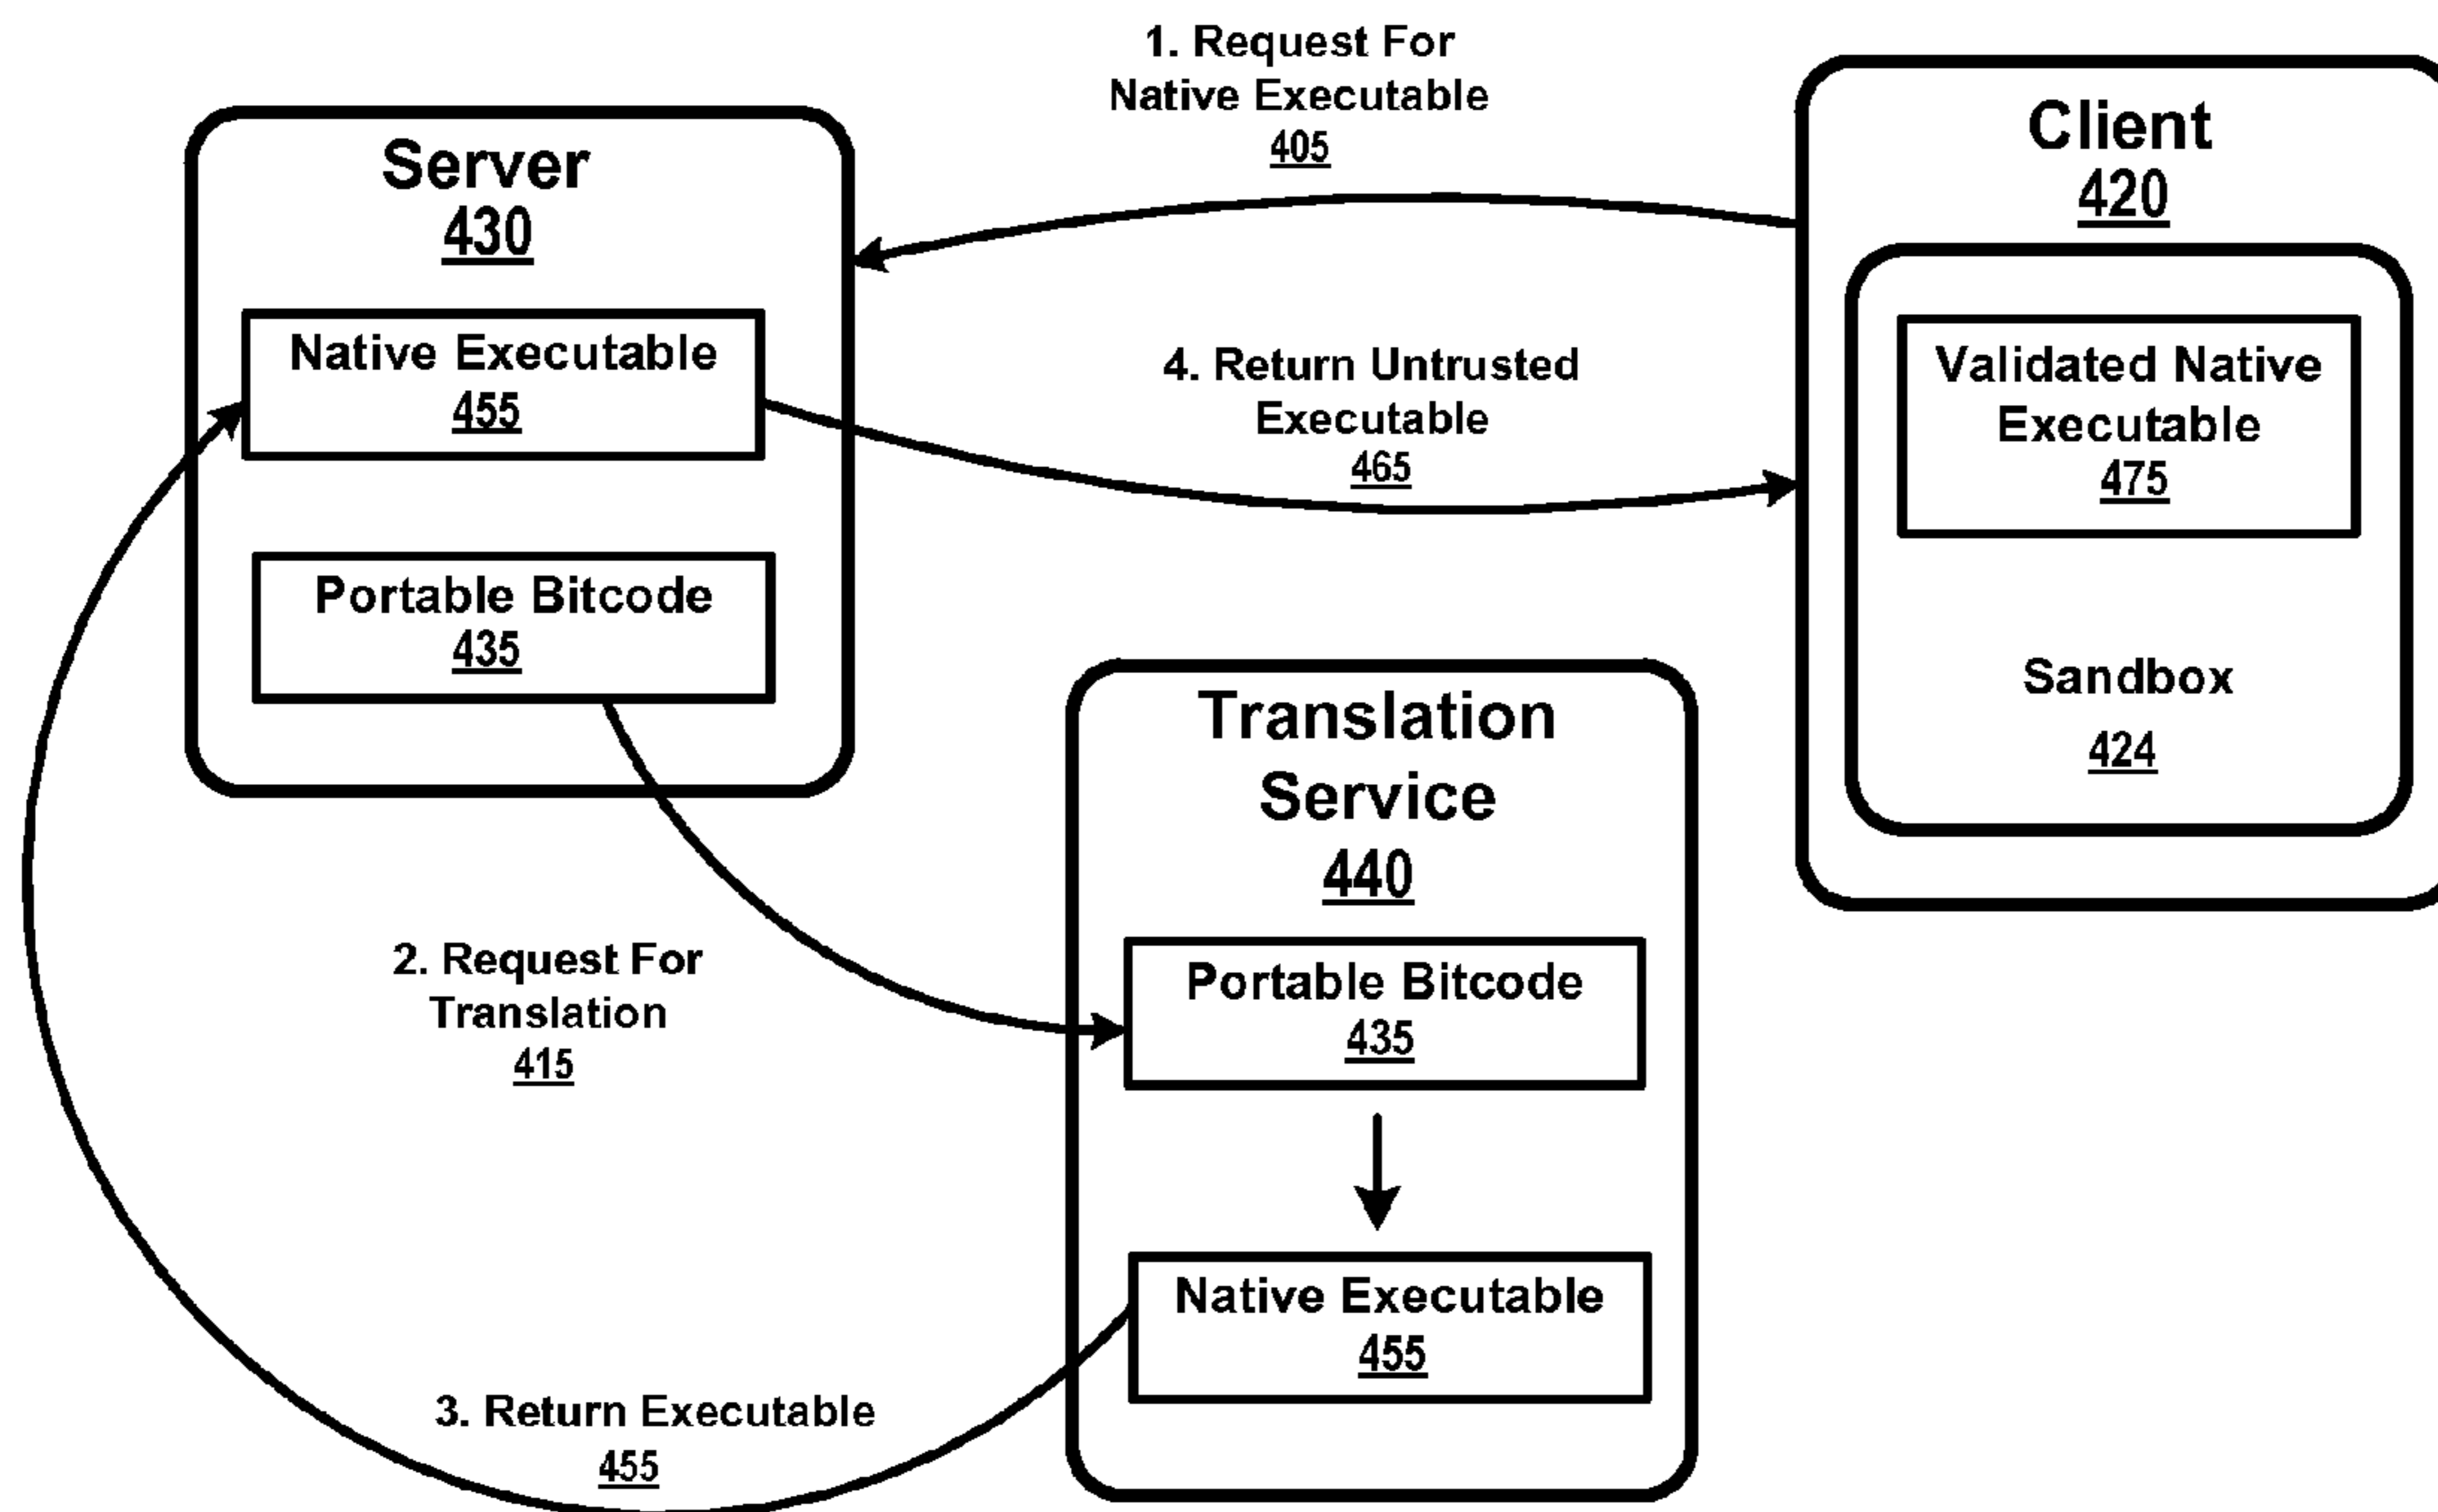 1. Request For
Native Executable
405
Server
430
Native Executable
455
Portable Bitcode
435
4. Return Untrusted
Executable
465
Client
420
Validated Native
Executable
475
Sandbox
424
Translation
Service
440
Portable Bitcode
435
Native Executable
455
2. Request For
Translation
415
3. Return Executable
455